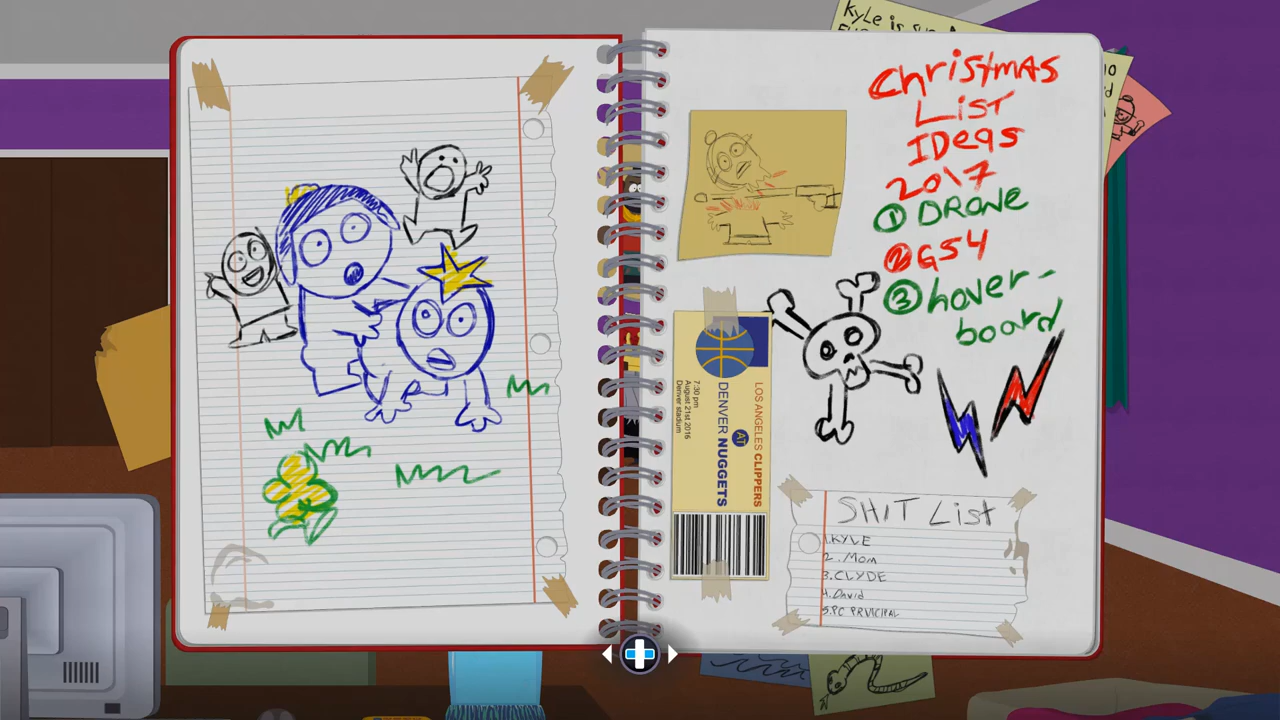 Kyle is
Christmas
List
Ideas
2017
① DRONE
② GS4
③ hover-
board
LOS ANGELES CLIPPERS
AT
DENVER NUGGETS
7:30 pm
August 21st 2016
Denver stadium
SHIT List
1.KYLE
2.Mom
3.CLYDE
4.David
5.PC PRVICIPAL